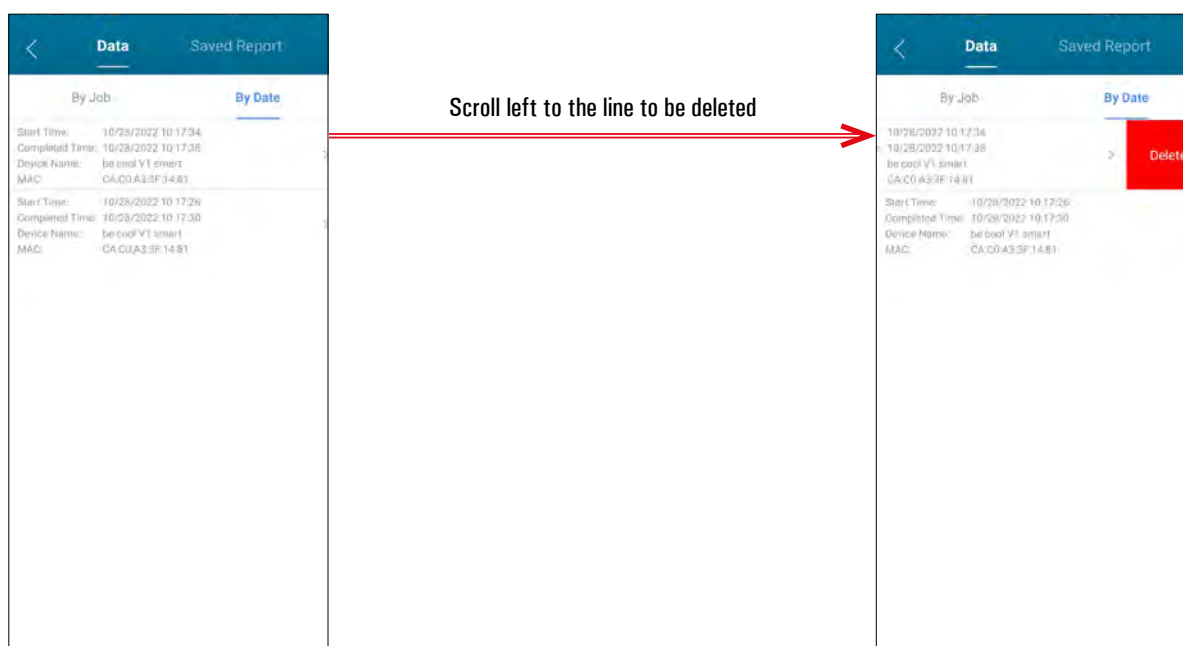 Data Saved Report
By Job By Date
Start Time: 10/28/2022 10:17:34
Completed Time: 10/28/2022 10:17:38
Device Name: be cool V1 smart
MAC: CA:C0:A3:3F:14:81
Start Time: 10/28/2022 10:17:26
Completed Time: 10/28/2022 10:17:30
Device Name: be cool V1 smart
MAC: CA:C0:A3:3F:14:81
Scroll left to the line to be deleted
Data Saved Report
By Job By Date
10/28/2022 10:17:34
10/28/2022 10:17:38
be cool V1 smart
CA:C0:A3:3F:14:81
Delete
Start Time: 10/28/2022 10:17:26
Completed Time: 10/28/2022 10:17:30
Device Name: be cool V1 smart
MAC: CA:C0:A3:3F:14:81